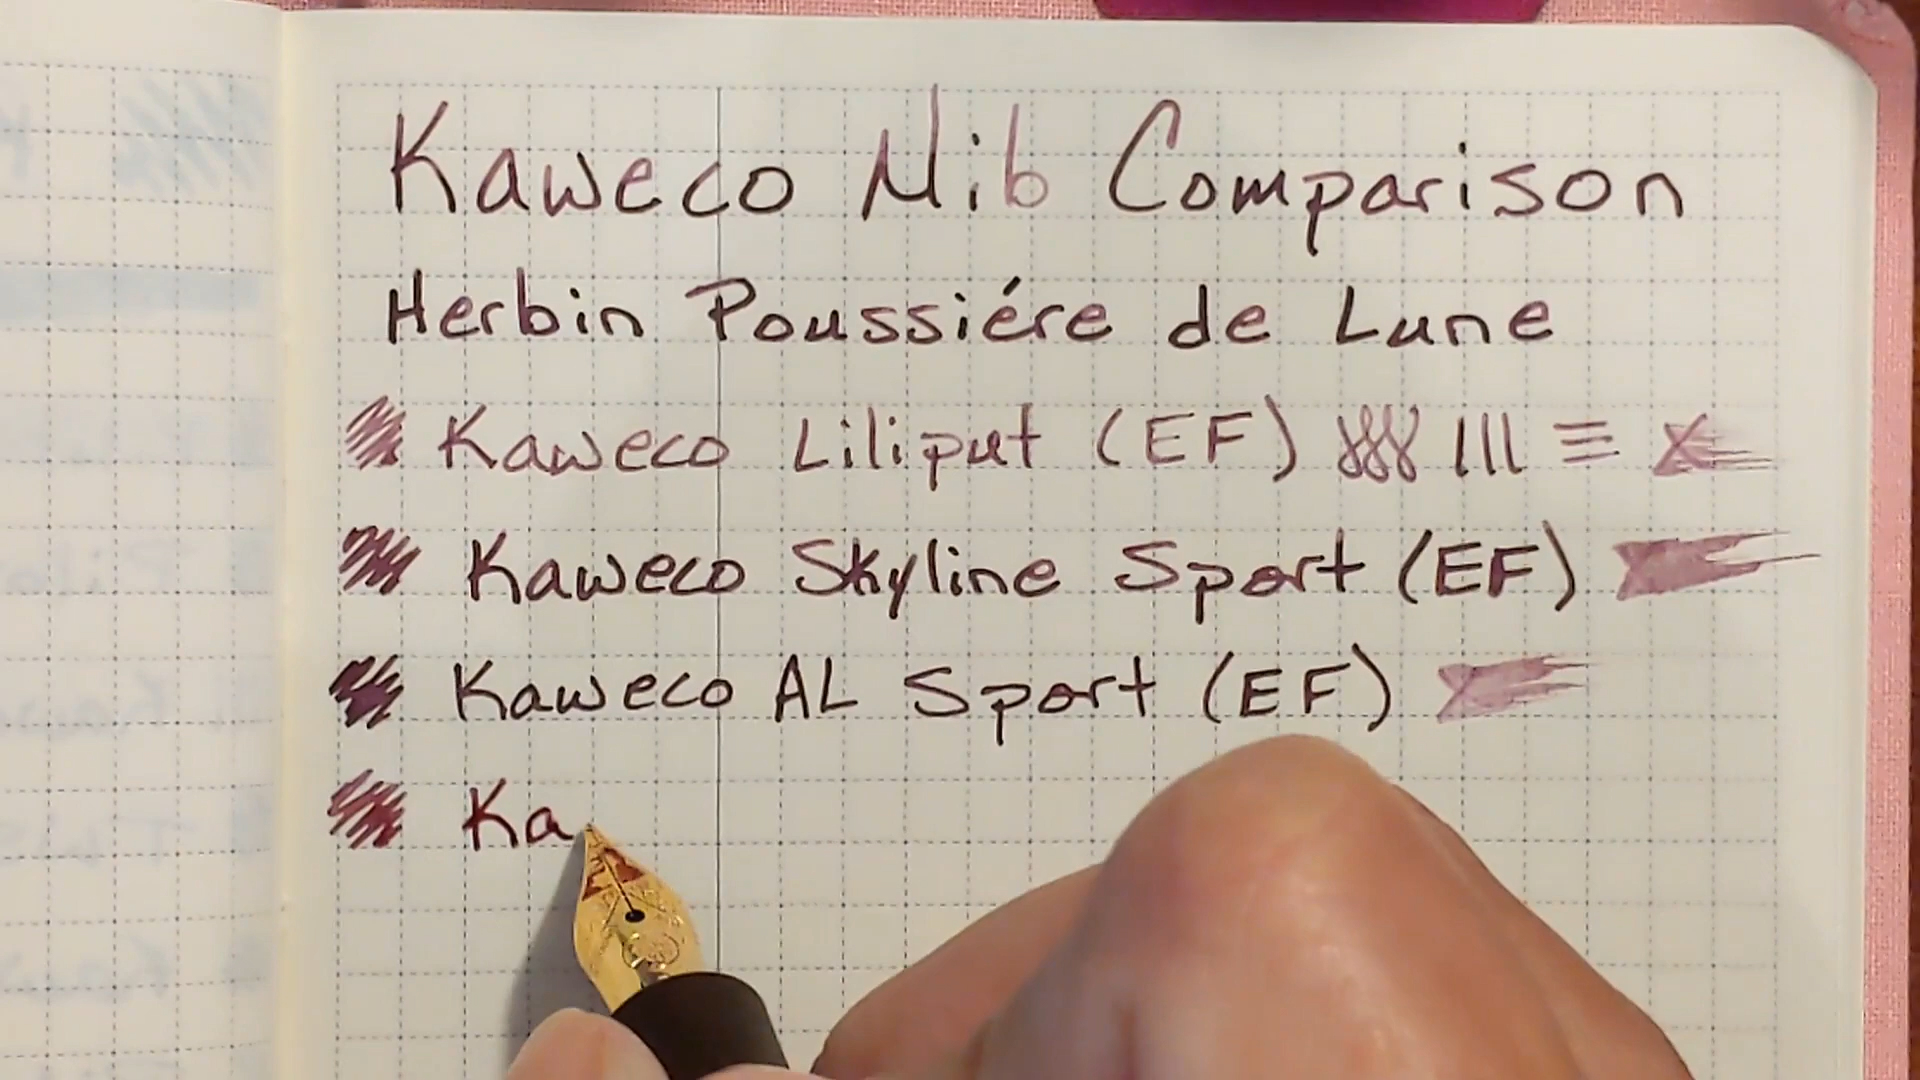 Kaweco Nib Comparison
Herbin Poussiére de Lune
Kaweco Liliput (EF)
Kaweco Skyline Sport (EF)
Kaweco AL Sport (EF)
Ka